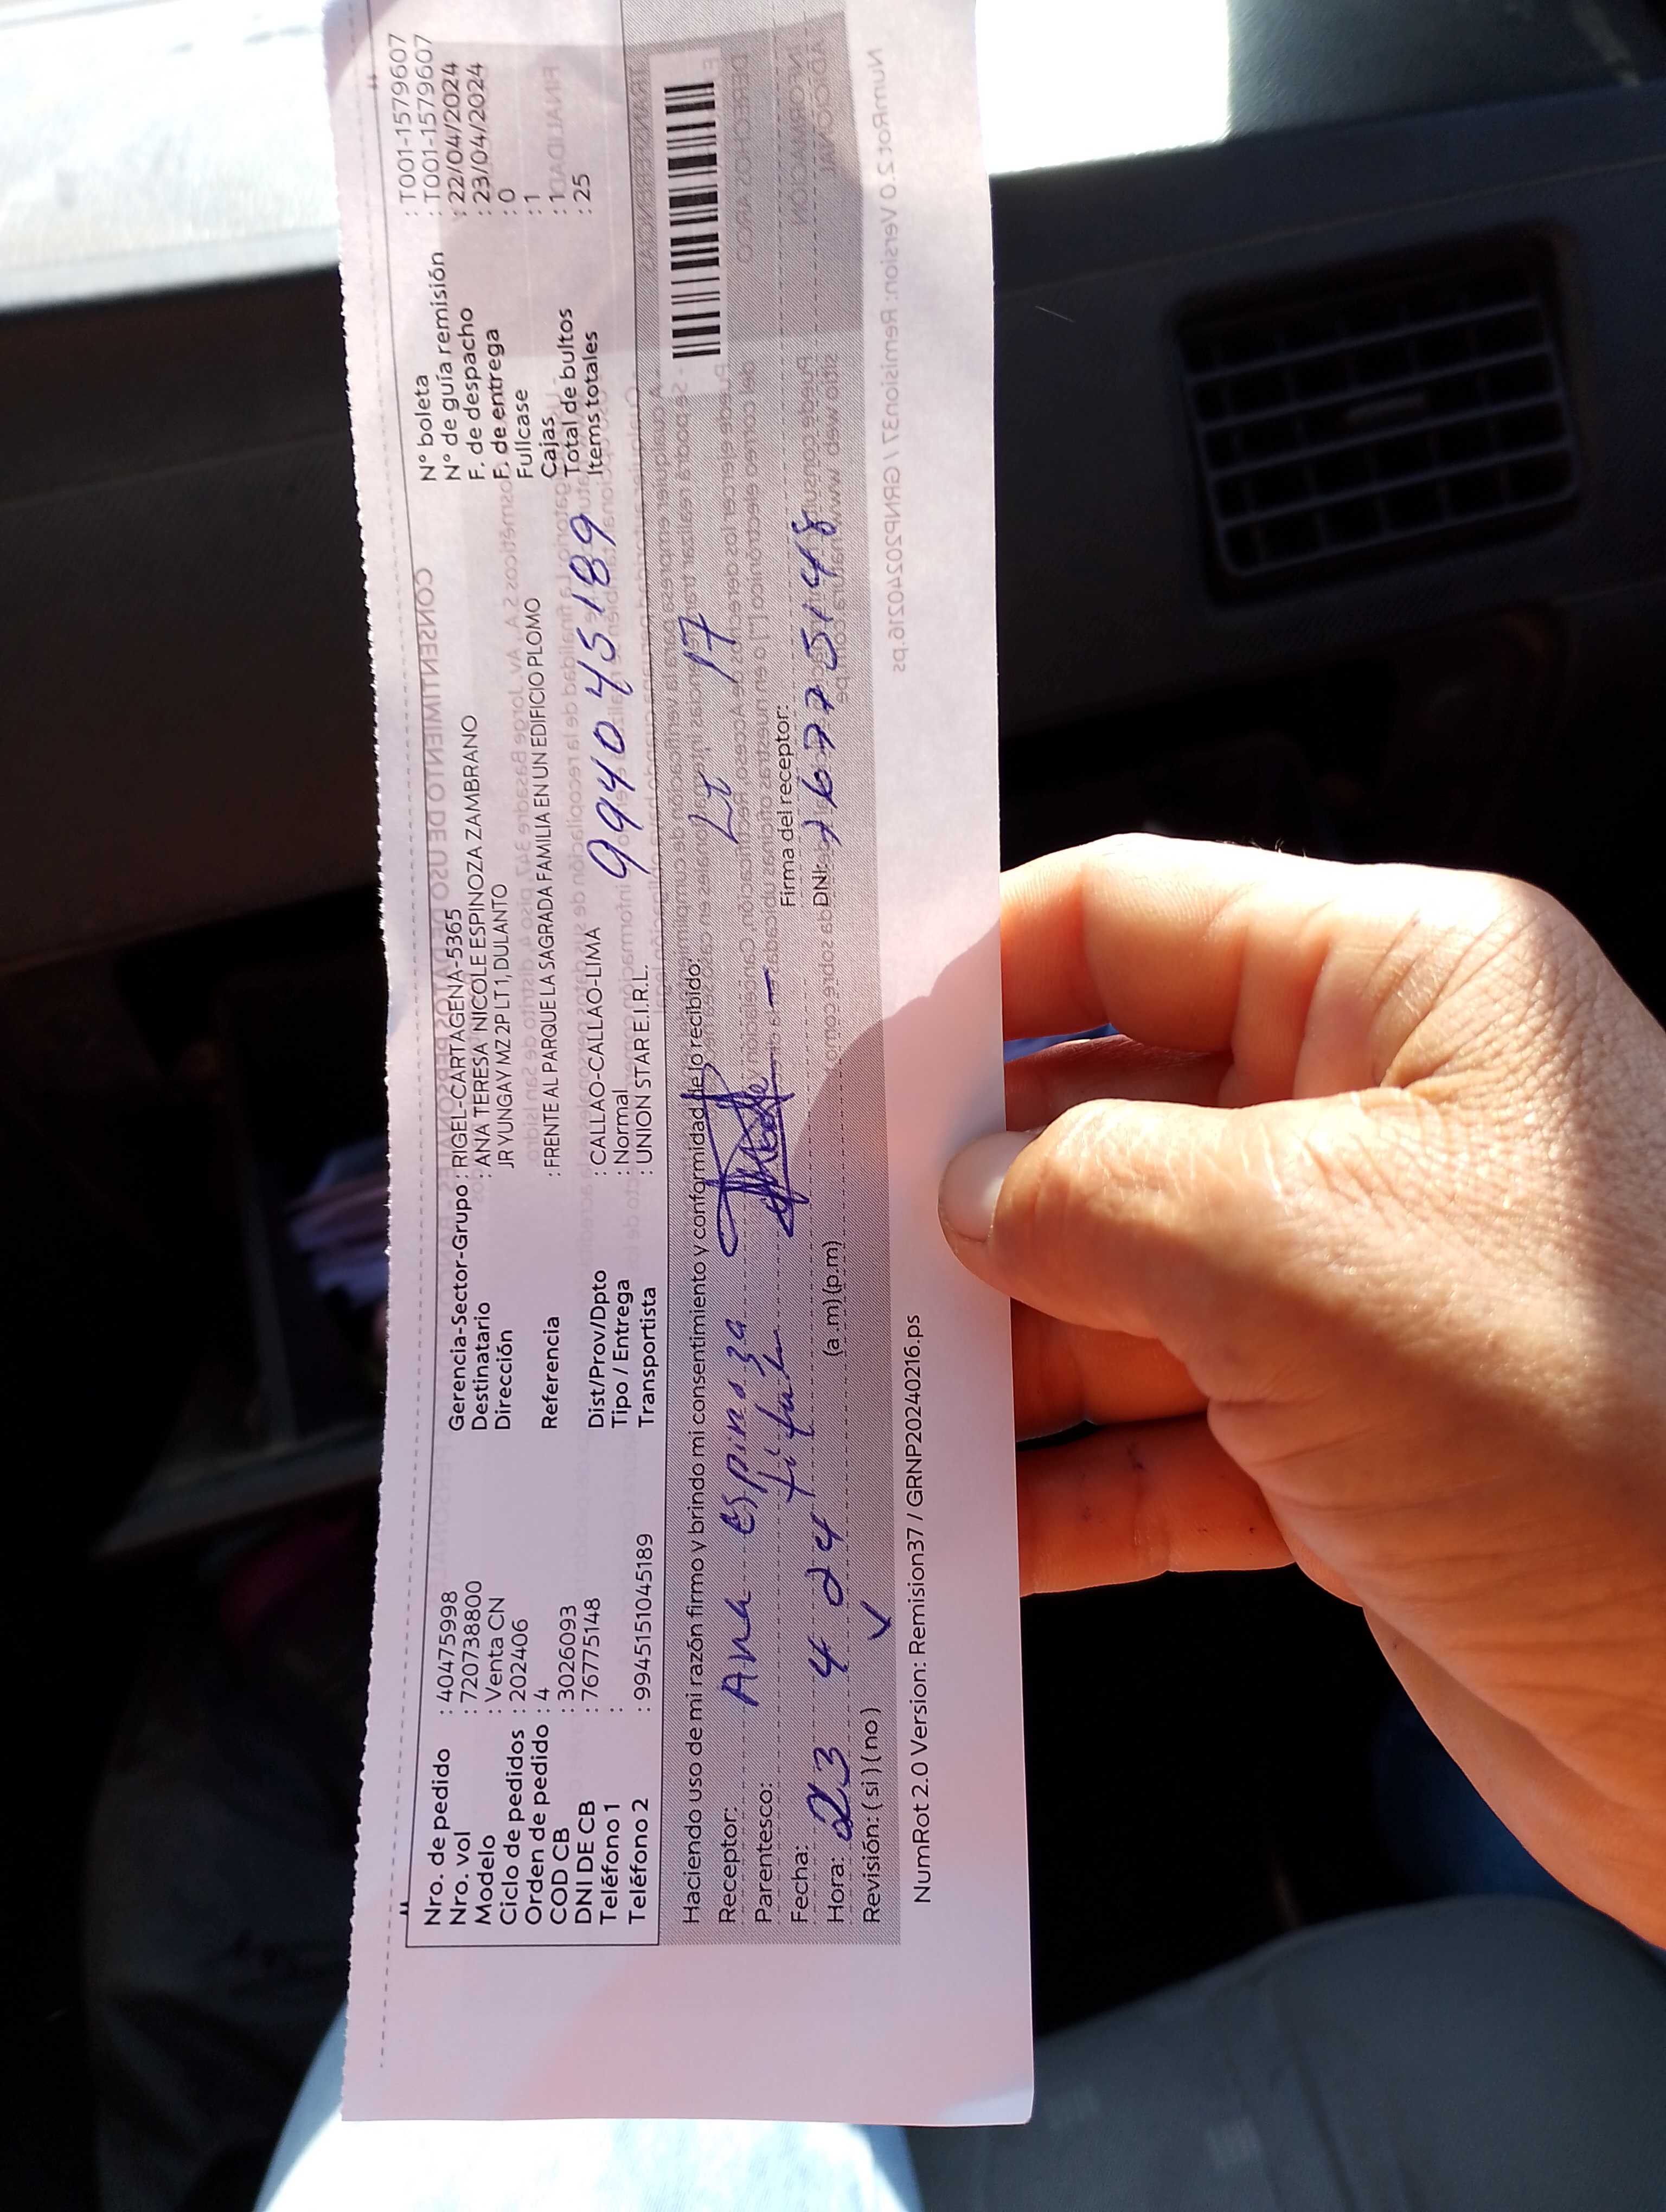 Nro. de pedido : 40475998
Nro. vol : 720738800
Modelo : Venta CN
Ciclo de pedidos : 202406
Orden de pedido : 4
COD CB : 3026093
DNI DE CB : 76775148
Teléfono 1 :
Teléfono 2 : 994515104 5189
Gerencia-Sector-Grupo : RIGEL-CARTAGENA-5365
Destinatario : ANA TERESA NICOLE ESPINOZA ZAMBRANO
Dirección JR YUNGAY MZ 2P LT 1, DULANTO
Referencia : FRENTE AL PARQUE LA SAGRADA FAMILIA EN UN EDIFICIO PLOMO
Dist/Prov/Dpto : CALLAO-CALLAO-LIMA
Tipo / Entrega : Normal
Transportista : UNION STAR E.I.R.L.
994045189
N° boleta : T001-1579607
N° de guía remisión : T001-1579607
F. de despacho : 22/04/2024
F. de entrega : 23/04/2024
Fullcase : 0
Cajas : 1
Total de bultos : 1
Items totales : 25
Haciendo uso de mi razón firmo y brindo mi consentimiento y conformidad de lo recibido:
Receptor: Ana Espinoza
Lt 17
Parentesco: titular
Firma del receptor:
Fecha: 23 4 24
DNI: 76775148
Hora: (a.m) (p.m)
Revisión: ( si ) ( no )
NumRot 2.0 Version: Remision37 / GRNP20240216.ps